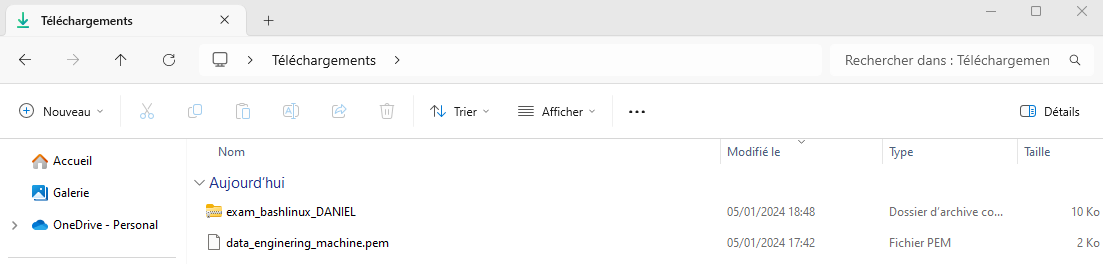 Téléchargements
Téléchargements
Rechercher dans : Téléchargemen
Nouveau
Trier
Afficher
Détails
Accueil
Galerie
OneDrive - Personal
Nom Modifié le Type Taille
Aujourd'hui
exam_bashlinux_DANIEL 05/01/2024 18:48 Dossier d'archive co... 10 Ko
data_enginering_machine.pem 05/01/2024 17:42 Fichier PEM 2 Ko